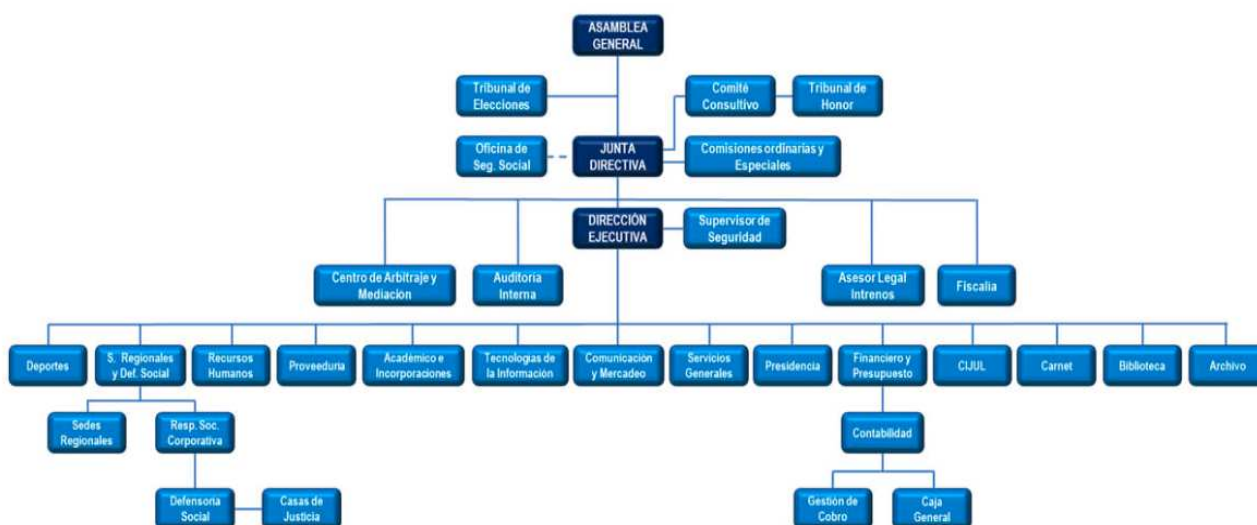 ASAMBLEA
GENERAL
Tribunal de
Elecciones
Comité
Consultivo
Tribunal de
Honor
Oficina de
Seg. Social
JUNTA
DIRECTIVA
Comisiones ordinarias y
Especiales
DIRECCIÓN
EJECUTIVA
Supervisor de
Seguridad
Centro de Arbitraje y
Mediación
Auditoría
Interna
Asesor Legal
Intrenos
Fiscalía
Deportes
S. Regionales
y Def. Social
Recursos
Humanos
Proveeduría
Académico e
Incorporaciones
Tecnologías de
la Información
Comunicación
y Mercadeo
Servicios
Generales
Presidencia
Financiero y
Presupuesto
CIJUL
Carnet
Biblioteca
Archivo
Sedes
Regionales
Resp. Soc.
Corporativa
Contabilidad
Defensoría
Social
Casas de
Justicia
Gestión de
Cobro
Caja
General